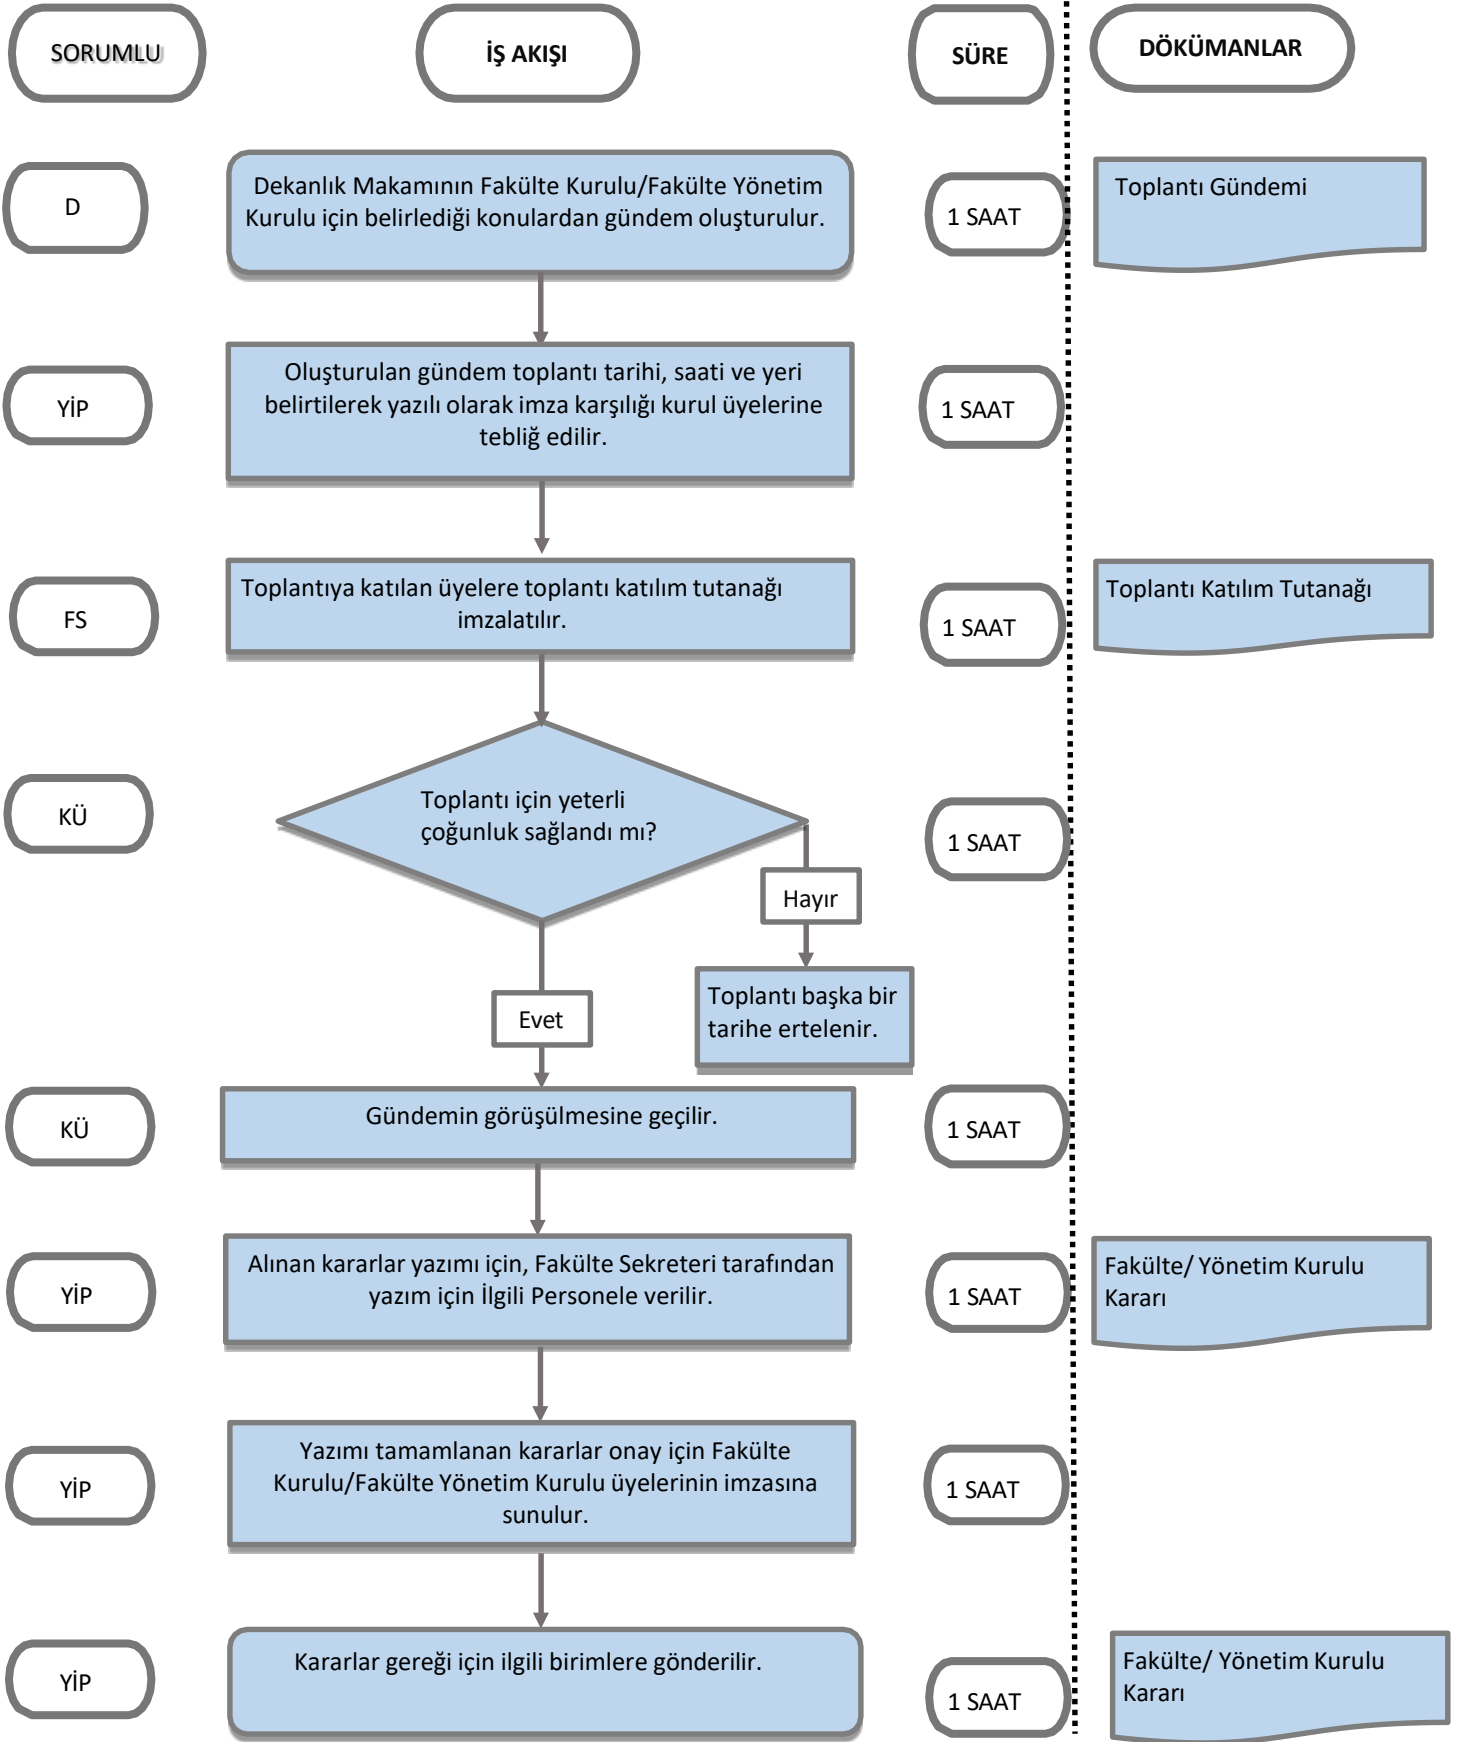 SORUMLU
İŞ AKIŞI
SÜRE
DÖKÜMANLAR
D
Dekanlık Makamının Fakülte Kurulu/Fakülte Yönetim
Kurulu için belirlediği konulardan gündem oluşturulur.
1 SAAT
Toplantı Gündemi
YİP
Oluşturulan gündem toplantı tarihi, saati ve yeri
belirtilerek yazılı olarak imza karşılığı kurul üyelerine
tebliğ edilir.
1 SAAT
FS
Toplantıya katılan üyelere toplantı katılım tutanağı
imzalatılır.
1 SAAT
Toplantı Katılım Tutanağı
KÜ
Toplantı için yeterli
çoğunluk sağlandı mı?
1 SAAT
Hayır
Toplantı başka bir
tarihe ertelenir.
Evet
KÜ
Gündemin görüşülmesine geçilir.
1 SAAT
YİP
Alınan kararlar yazımı için, Fakülte Sekreteri tarafından
yazım için İlgili Personele verilir.
1 SAAT
Fakülte/ Yönetim Kurulu
Kararı
YİP
Yazımı tamamlanan kararlar onay için Fakülte
Kurulu/Fakülte Yönetim Kurulu üyelerinin imzasına
sunulur.
1 SAAT
YİP
Kararlar gereği için ilgili birimlere gönderilir.
1 SAAT
Fakülte/ Yönetim Kurulu
Kararı